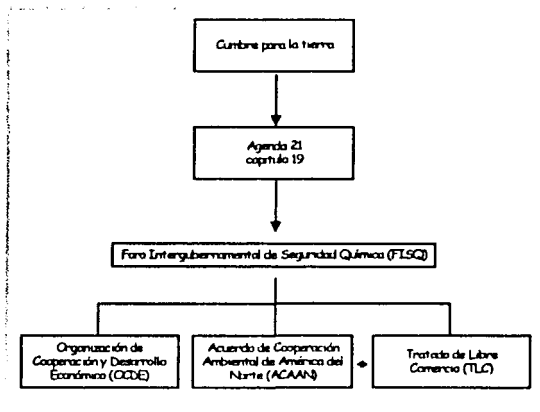 Cumbre para la tierra
Agenda 21
capítulo 19
Foro Intergubernamental de Seguridad Química (FISQ)
Organización de
Cooperación y Desarrollo
Económico (OCDE)
Acuerdo de Cooperación
Ambiental de América del
Norte (ACAAN)
Tratado de Libre
Comercio (TLC)